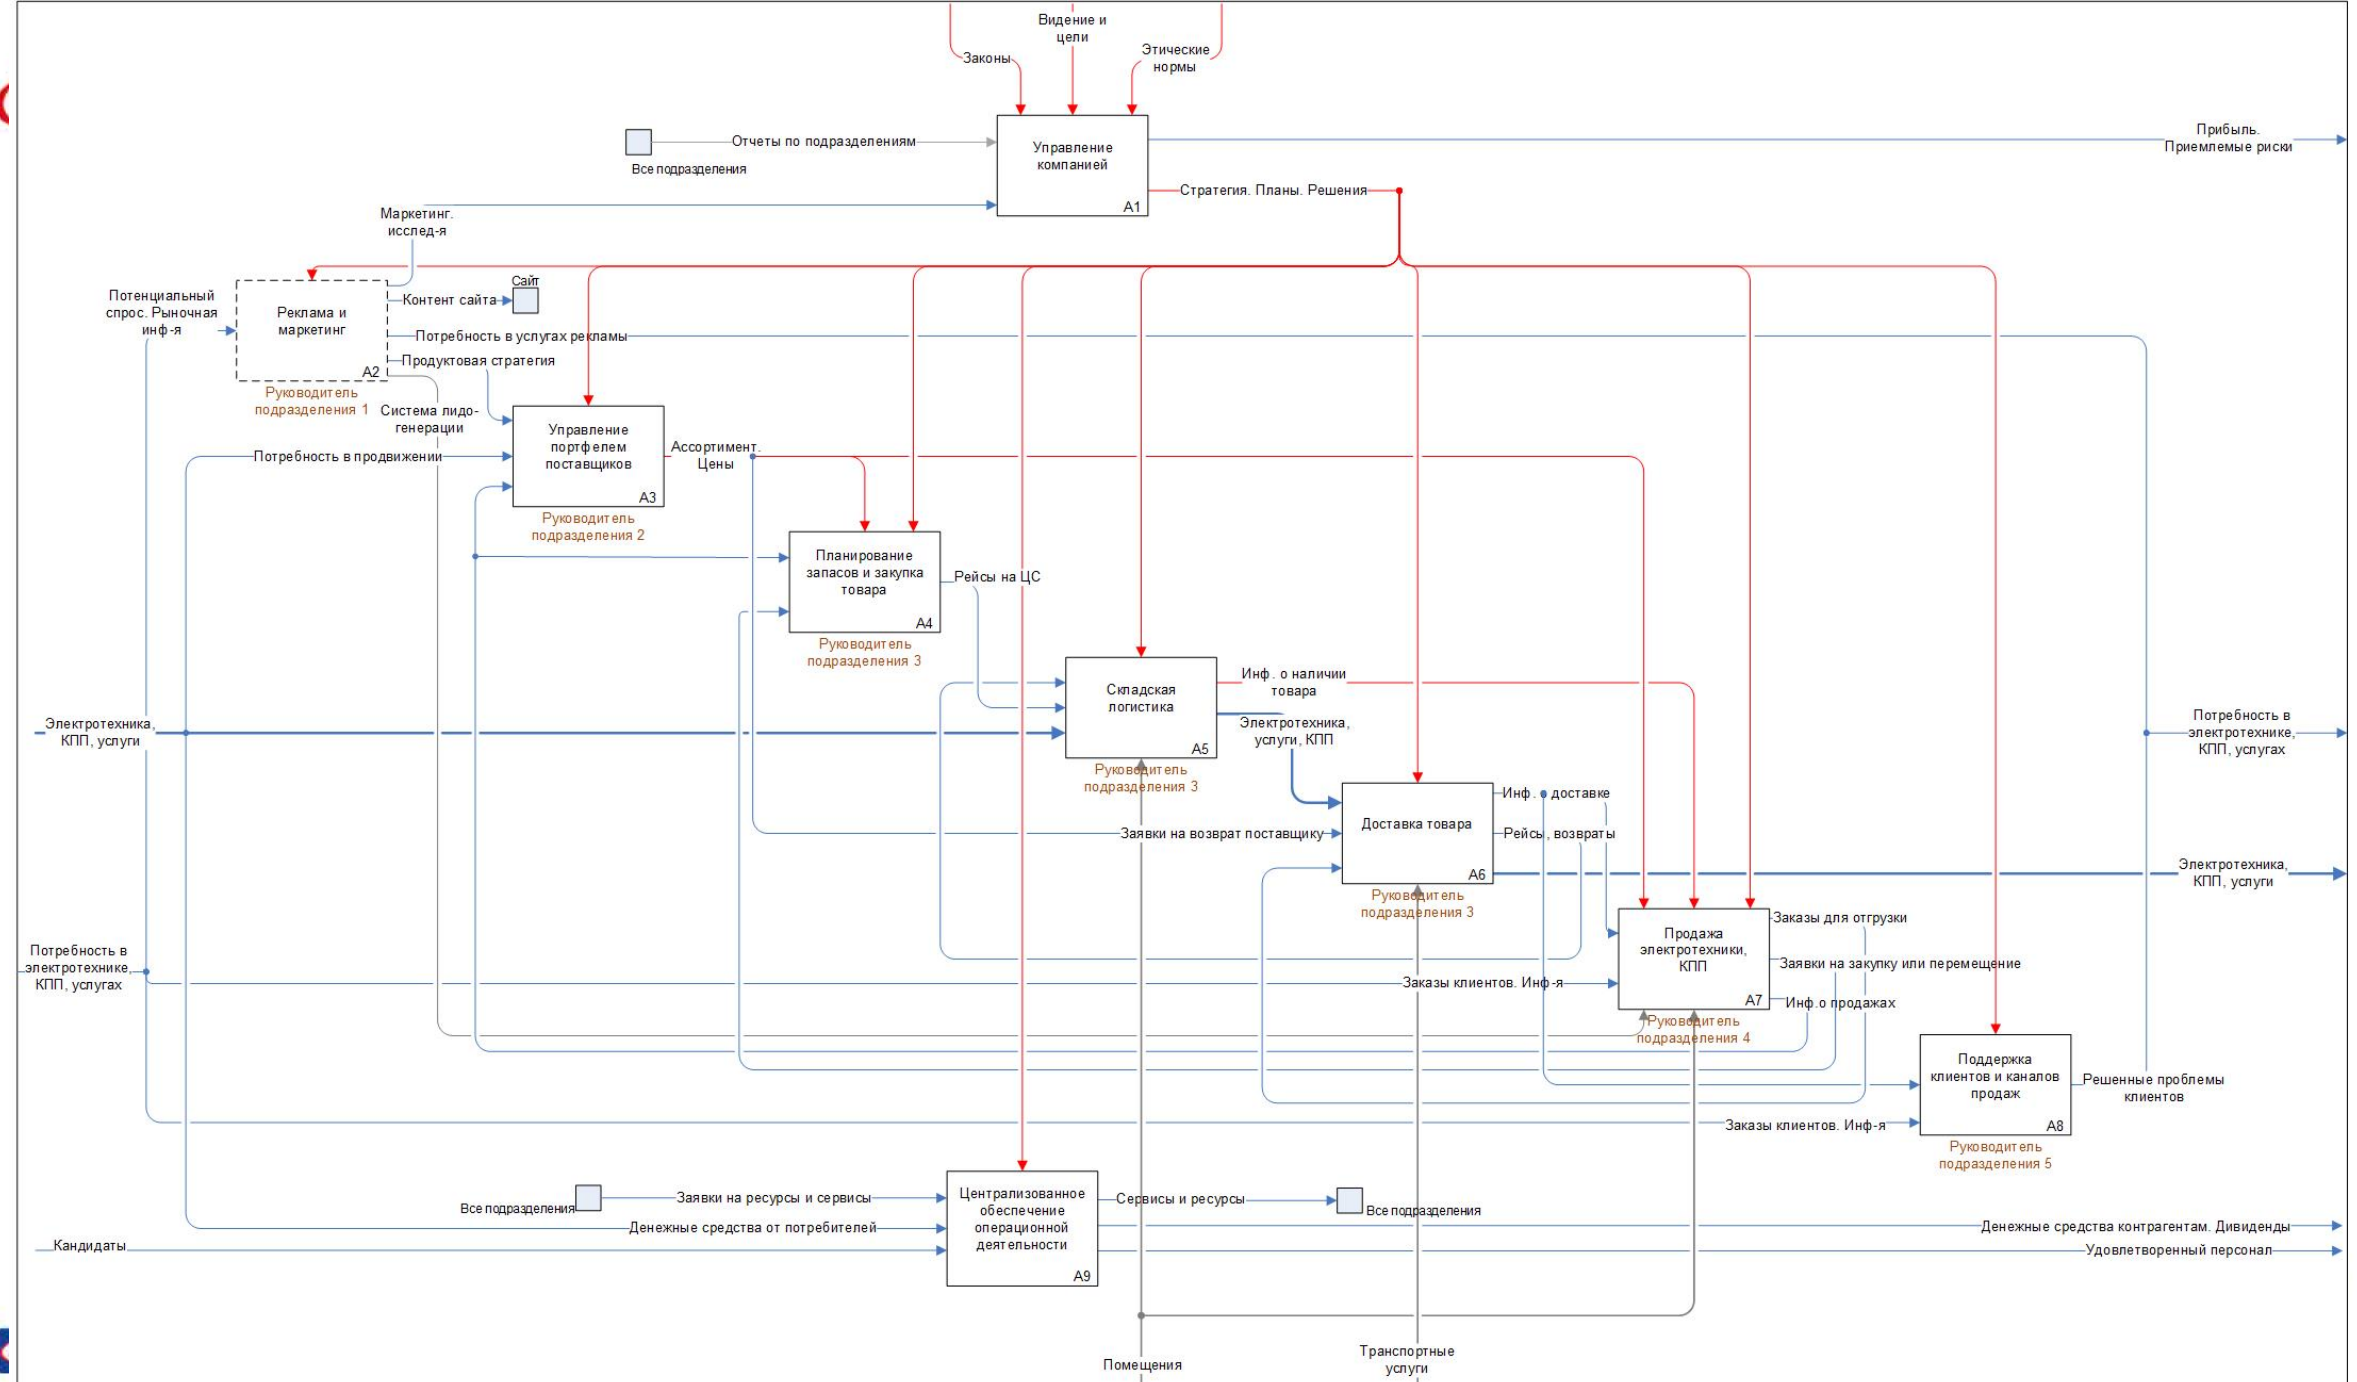 Видение и
цели
Законы
Этические
нормы
Отчеты по подразделениям
Все подразделения
Управление
компанией
A1
Прибыль.
Приемлемые риски
Стратегия. Планы. Решения
Маркетинг.
исслед-я
Потенциальный
спрос. Рыночная
инф-я
Реклама и
маркетинг
A2
Руководитель
подразделения 1
Сайт
Контент сайта
Потребность в услугах рекламы
Продуктовая стратегия
Система лидо-
генерации
Потребность в продвижении
Управление
портфелем
поставщиков
A3
Руководитель
подразделения 2
Ассортимент.
Цены
Планирование
запасов и закупка
товара
A4
Руководитель
подразделения 3
Рейсы на ЦС
Складская
логистика
A5
Руководитель
подразделения 3
Инф. о наличии
товара
Электротехника,
услуги, КПП
Электротехника,
КПП, услуги
Потребность в
электротехнике,
КПП, услугах
Доставка товара
A6
Руководитель
подразделения 3
Заявки на возврат поставщику
Инф. о доставке
Рейсы, возвраты
Электротехника,
КПП, услуги
Потребность в
электротехнике,
КПП, услугах
Заказы клиентов. Инф-я
Продажа
электротехники,
КПП
A7
Руководитель
подразделения 4
Заказы для отгрузки
Заявки на закупку или перемещение
Инф.о продажах
Поддержка
клиентов и каналов
продаж
A8
Руководитель
подразделения 5
Решенные проблемы
клиентов
Заказы клиентов. Инф-я
Все подразделения
Заявки на ресурсы и сервисы
Денежные средства от потребителей
Кандидаты
Централизованное
обеспечение
операционной
деятельности
A9
Сервисы и ресурсы
Все подразделения
Денежные средства контрагентам. Дивиденды
Удовлетворенный персонал
Помещения
Транспортные
услуги